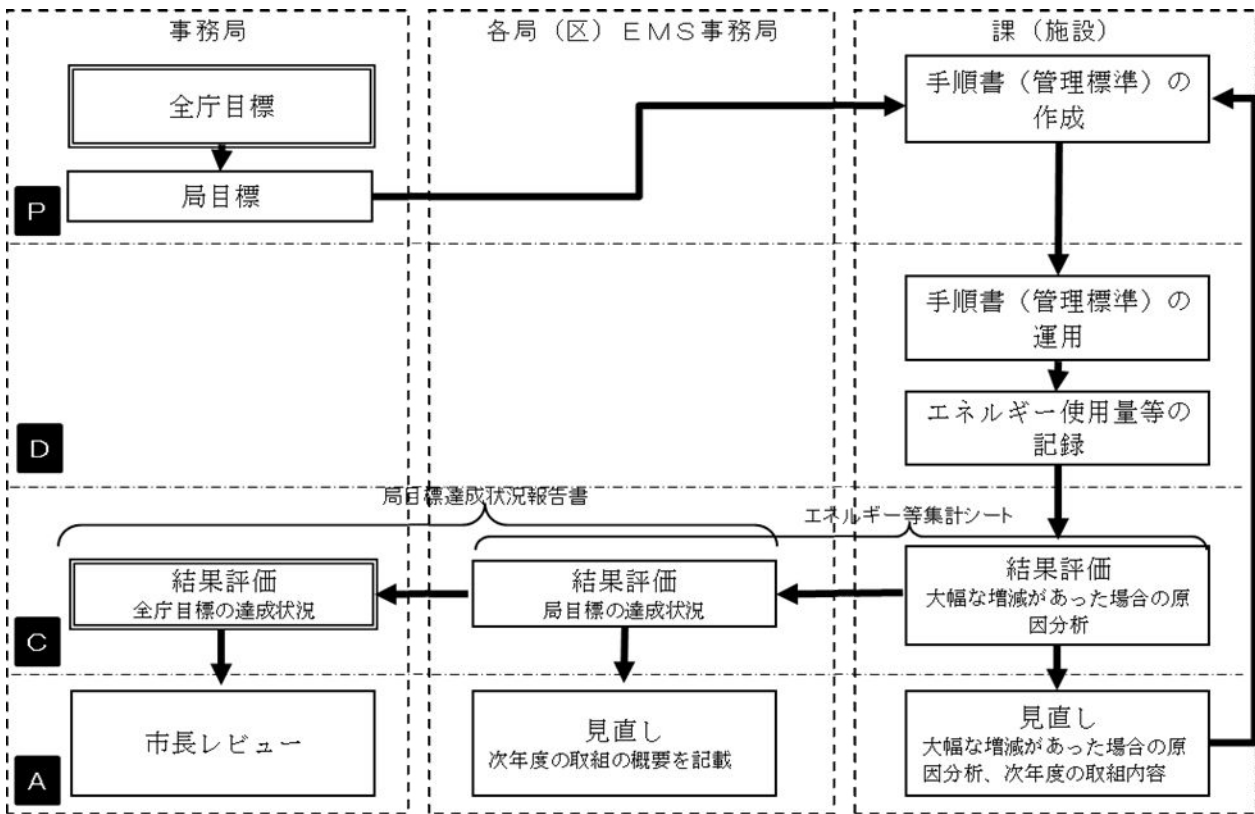 事務局
各局（区）ＥＭＳ事務局
課（施設）
全庁目標
手順書（管理標準）の
作成
局目標
P
手順書（管理標準）の
運用
エネルギー使用量等の
記録
D
局目標達成状況報告書
エネルギー等集計シート
結果評価
全庁目標の達成状況
結果評価
局目標の達成状況
結果評価
大幅な増減があった場合の原
因分析
C
市長レビュー
見直し
次年度の取組の概要を記載
見直し
大幅な増減があった場合の原
因分析、次年度の取組内容
A